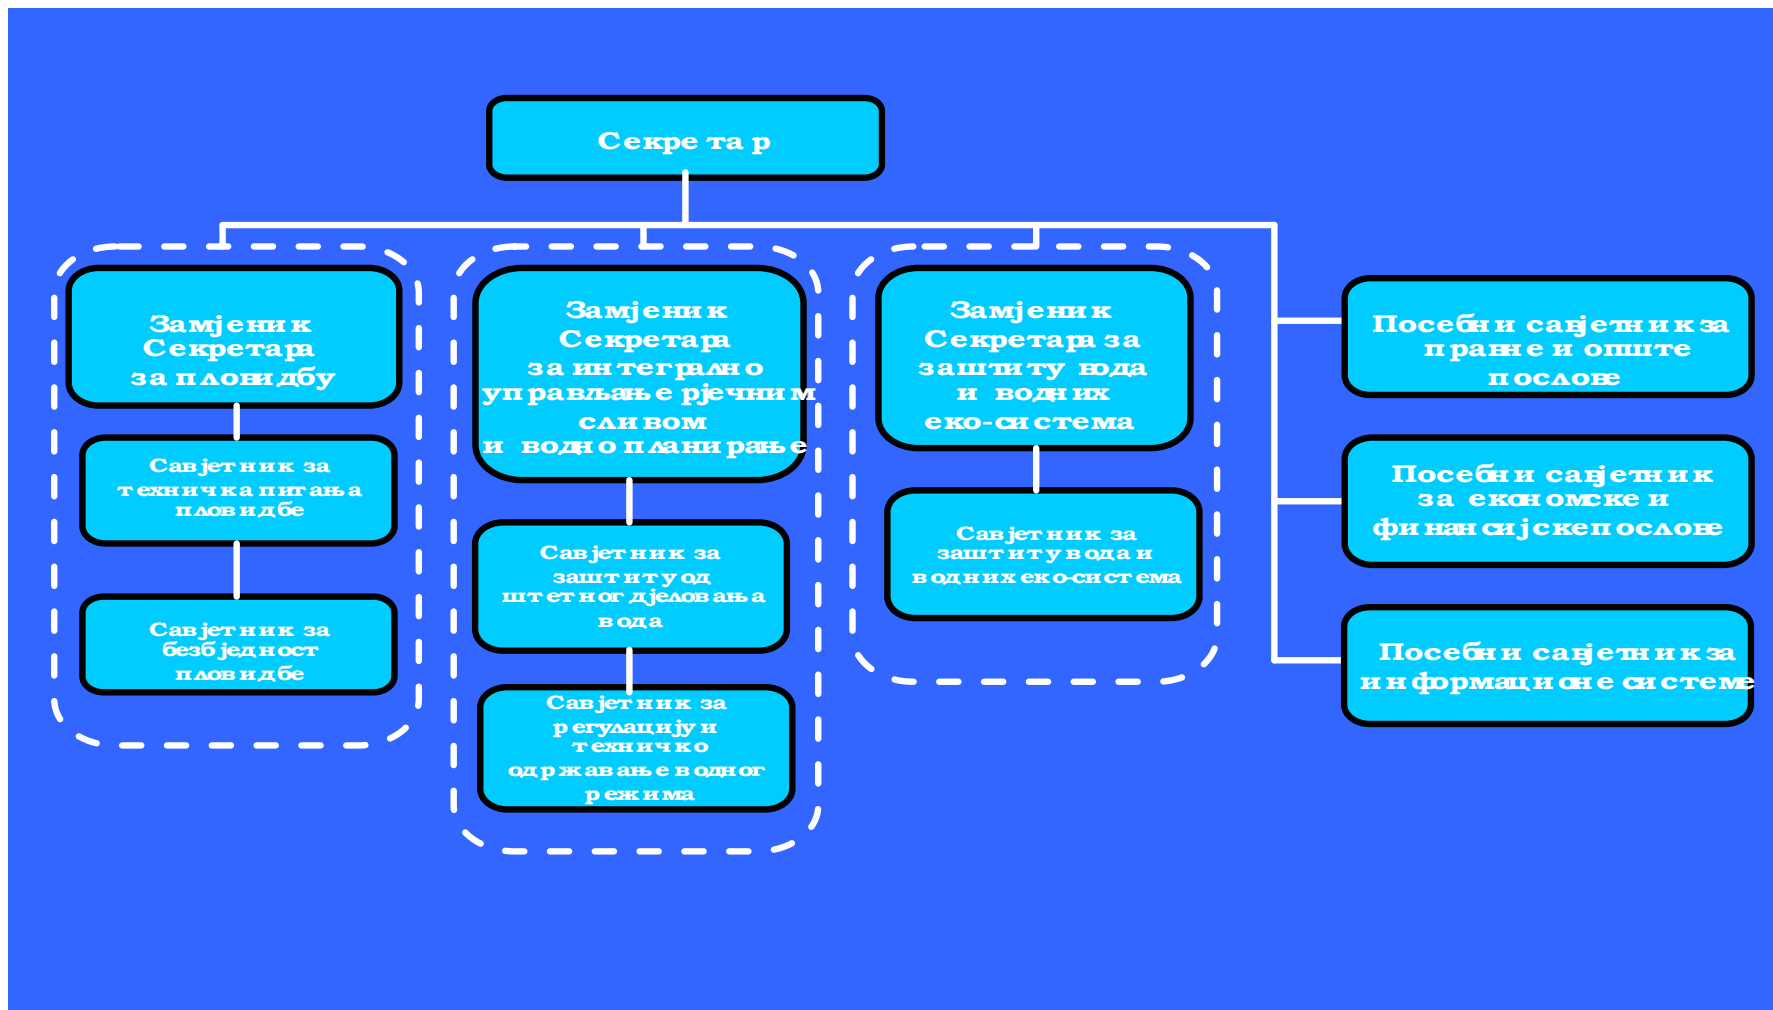 Секретар
Замјеник
Секретара
за пловидбу
Савјетник за
техничка питања
пловидбе
Савјетник за
безбједност
пловидбе
Замјеник
Секретара
за интегрално
управљање рјечним
сливом
и водно планирање
Савјетник за
заштиту од
штетног дјеловања
вода
Савјетник за
регулацију и
техничко
одржавање водног
режима
Замјеник
Секретара за
заштиту вода
и водних
еко-система
Савјетник за
заштиту вода и
водних еко-система
Посебни савјетник за
правне и опште
послове
Посебни савјетник
за економске и
финансијске послове
Посебни савјетник за
информационе системе